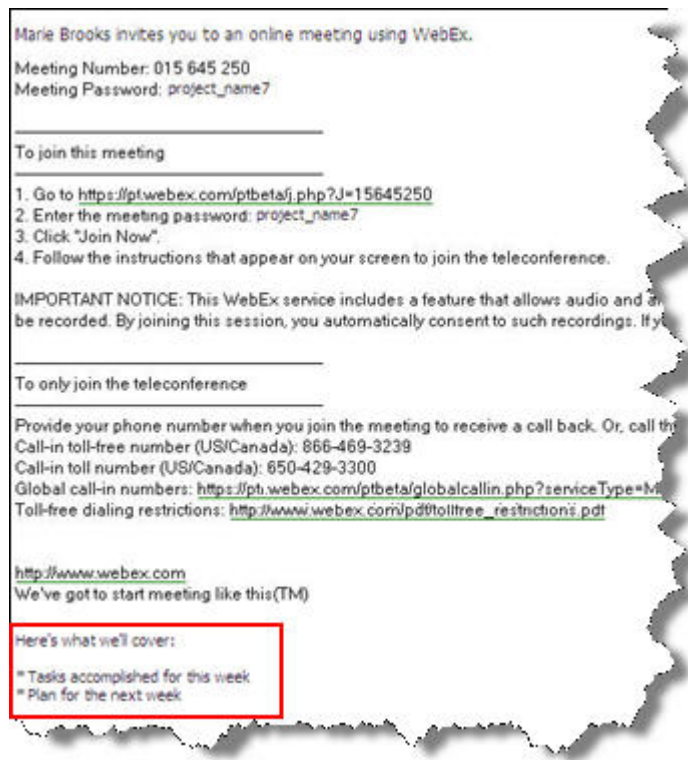 Marie Brooks invites you to an online meeting using WebEx.
Meeting Number: 015 645 250
Meeting Password: project_name7
To join this meeting
1. Go to https://pt.webex.com/ptbeta/j.php?J=15645250
2. Enter the meeting password: project_name7
3. Click "Join Now".
4. Follow the instructions that appear on your screen to join the teleconference.
IMPORTANT NOTICE: This WebEx service includes a feature that allows audio and a
be recorded. By joining this session, you automatically consent to such recordings. If y
To only join the teleconference
Provide your phone number when you join the meeting to receive a call back. Or, call th
Call-in toll-free number (US/Canada): 866-469-3239
Call-in toll number (US/Canada): 650-429-3300
Global call-in numbers: https://pt.webex.com/ptbeta/globalcallin.php?serviceType=M
Toll-free dialing restrictions: http://www.webex.com/pdf/tollfree_restrictions.pdf
http://www.webex.com
We've got to start meeting like this(TM)
Here's what we'll cover:
* Tasks accomplished for this week
* Plan for the next week